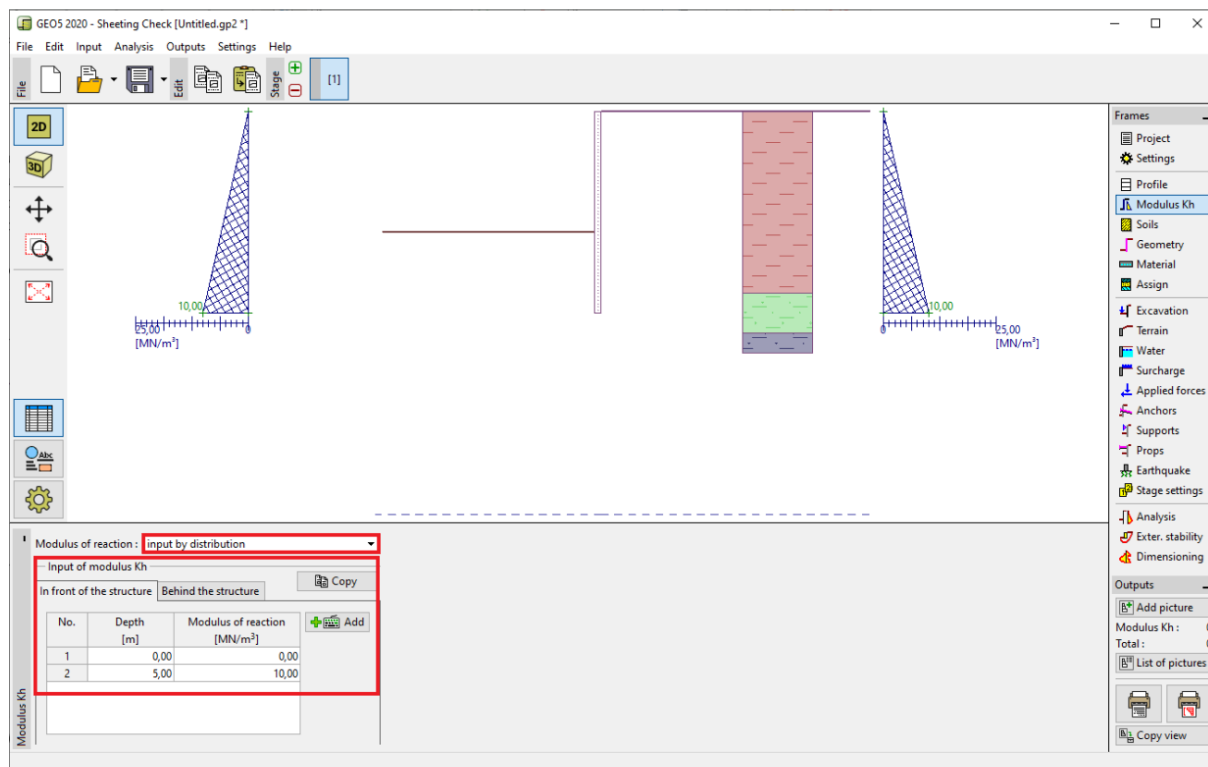 GEO5 2020 - Sheeting Check [Untitled.gp2 *]
File Edit Input Analysis Outputs Settings Help
File
Edit
Stage
[1]
2D
3D
Abc
10,00
25,00
0
[MN/m³]
10,00
0
25,00
[MN/m³]
Frames
Project
Settings
Profile
Modulus Kh
Soils
Geometry
Material
Assign
Excavation
Terrain
Water
Surcharge
Applied forces
Anchors
Supports
Props
Earthquake
Stage settings
Analysis
Exter. stability
Dimensioning
Outputs
Add picture
Modulus Kh :
Total :
List of pictures
Copy view
Modulus Kh
Modulus of reaction : input by distribution
Input of modulus Kh
Copy
In front of the structure Behind the structure
No. Depth Modulus of reaction
[m] [MN/m³]
Add
1 0,00 0,00
2 5,00 10,00